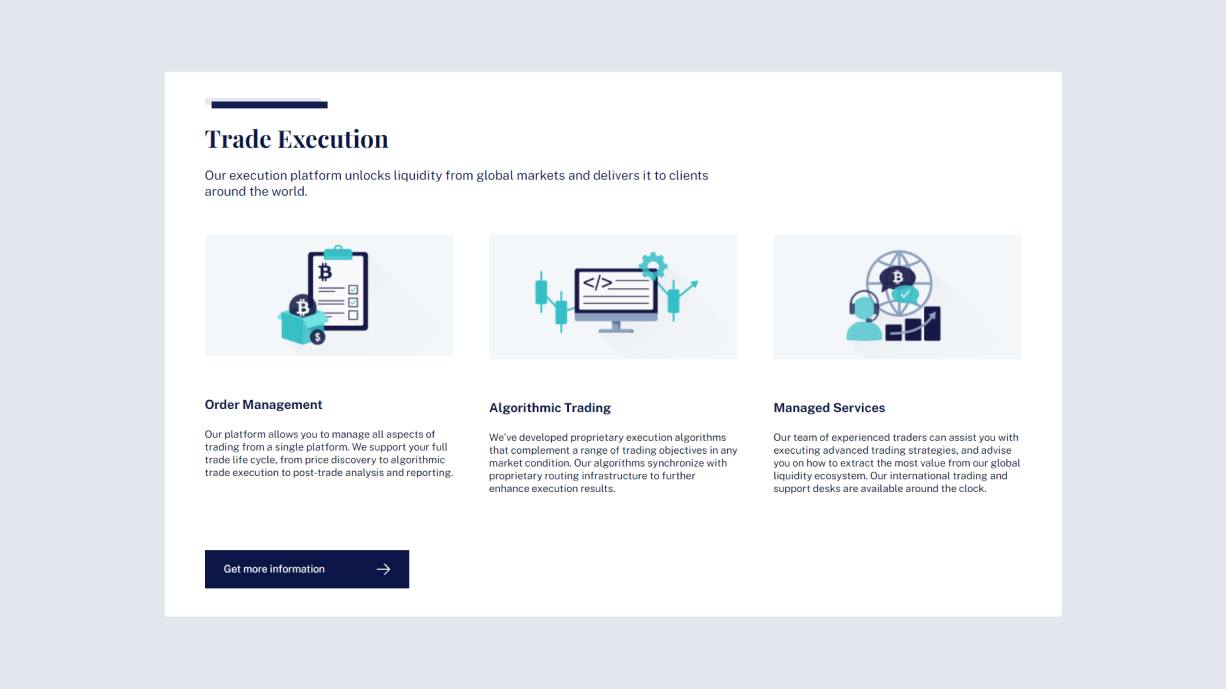 Trade Execution
Our execution platform unlocks liquidity from global markets and delivers it to clients
around the world.
B
B
$
</>
B
Order Management
Our platform allows you to manage all aspects of
trading from a single platform. We support your full
trade life cycle, from price discovery to algorithmic
trade execution to post-trade analysis and reporting.
Algorithmic Trading
We've developed proprietary execution algorithms
that complement a range of trading objectives in any
market condition. Our algorithms synchronize with
proprietary routing infrastructure to further
enhance execution results.
Managed Services
Our team of experienced traders can assist you with
executing advanced trading strategies, and advise
you on how to extract the most value from our global
liquidity ecosystem. Our international trading and
support desks are available around the clock.
Get more information